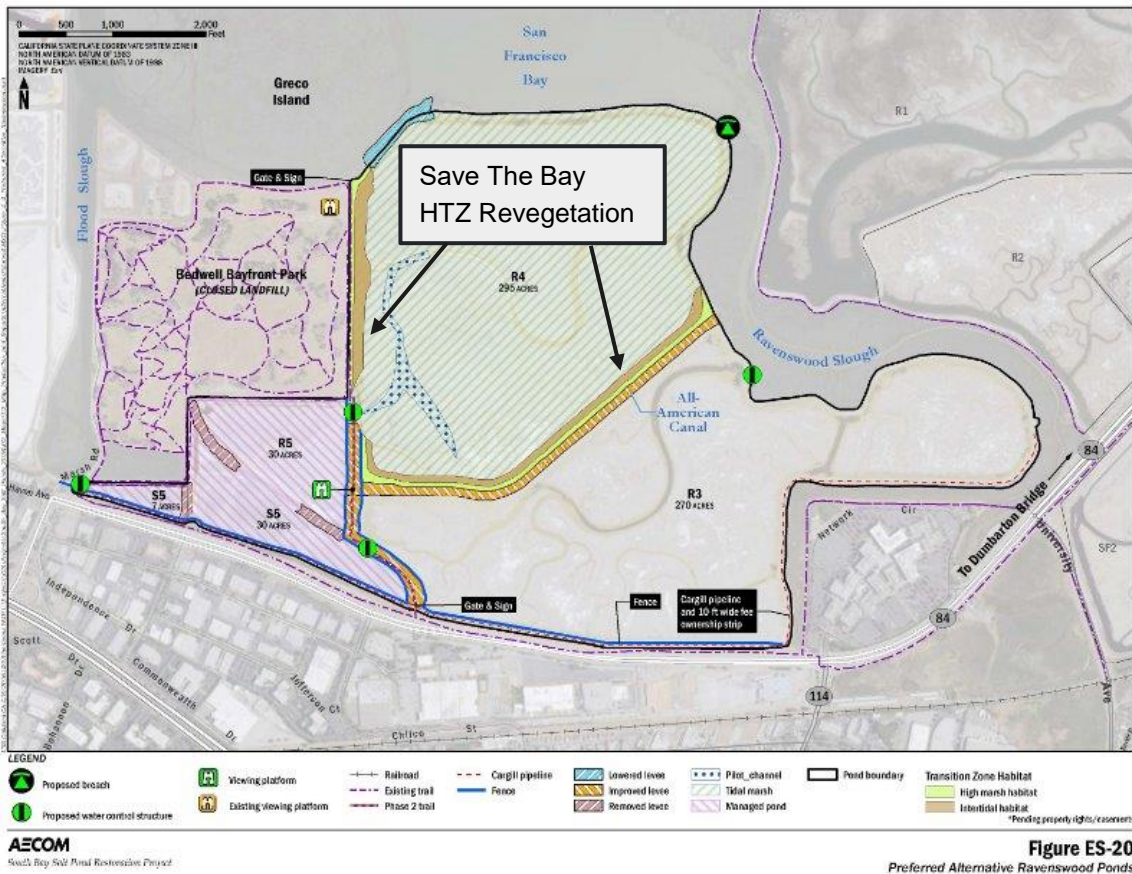 0 500 1,000 2,000
Feet
CALIFORNIA STATE PLANE COORDINATE SYSTEM ZONE III
NORTH AMERICAN DATUM OF 1983
NORTH AMERICAN VERTICAL DATUM OF 1988
IMAGERY Esri
N
San
Francisco
Bay
Greco
Island
R1
Save The Bay
HTZ Revegetation
Gate & Sign
Flood Slough
Bedwell Bayfront Park
(CLOSED LANDFILL)
R4
295 ACRES
R2
Ravenswood Slough
All-
American
Canal
R5
30 ACRES
84
Marsh Rd
Haven Ave
S5
7 ACRES
S5
30 ACRES
R3
270 ACRES
Network Cir
To Dumbarton Bridge
University
Ave
SF2
Gate & Sign
Fence
Cargill pipeline
and 10 ft wide fee
ownership strip
84
114
Independence Dr
Scott
Dr
Bohannon Dr
Commonwealth
Dr
Jefferson Ct
Chilco St
LEGEND
Proposed breach
Proposed water control structure
Viewing platform
Existing viewing platform
Railroad
Existing trail
Phase 2 trail
Cargill pipeline
Fence
Lowered levee
Improved levee
Removed levee
Pilot_channel
Tidal marsh
Managed pond
Pond boundary
Transition Zone Habitat
High marsh habitat
Intertidal habitat
*Pending property rights/easements
AECOM
South Bay Salt Pond Restoration Project
Figure ES-20
Preferred Alternative Ravenswood Ponds